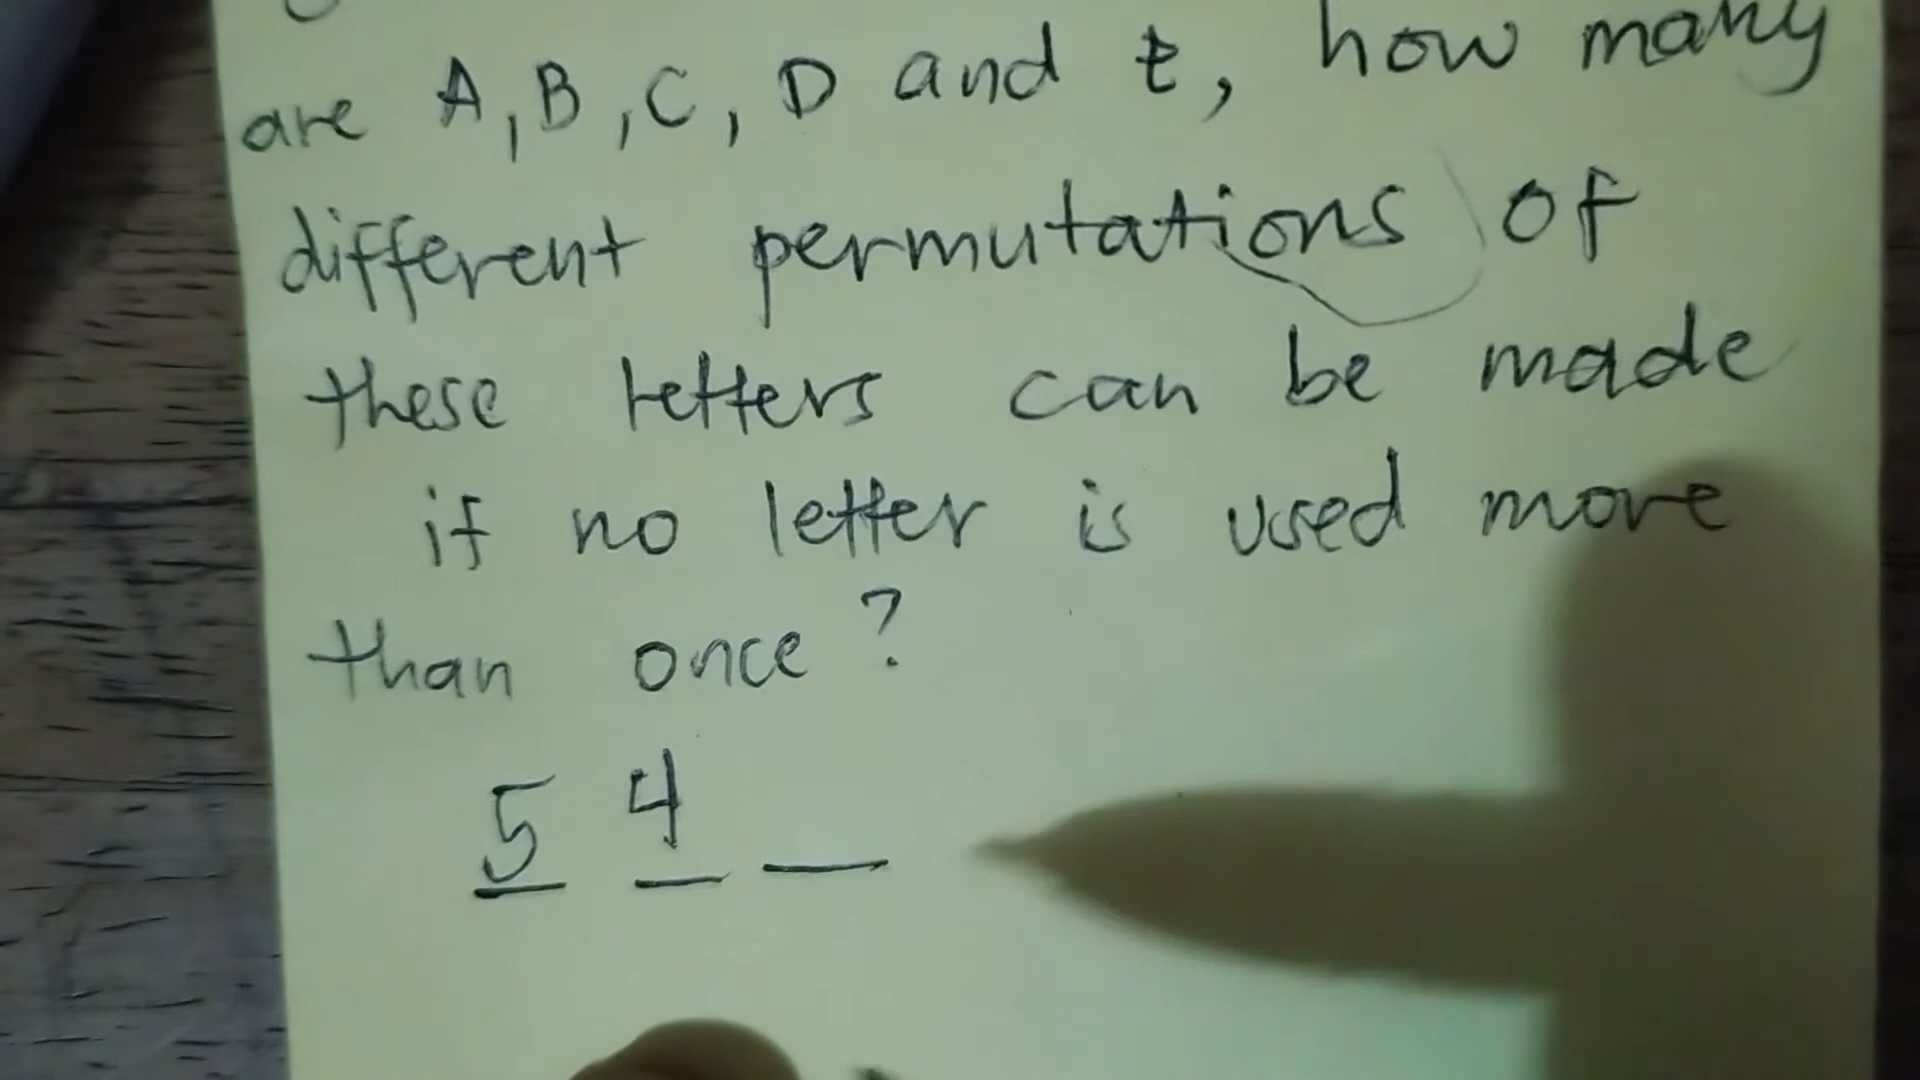 are A, B, C, D and E, how many
different permutations of
these letters can be made
if no letter is used more
than once?
5 4